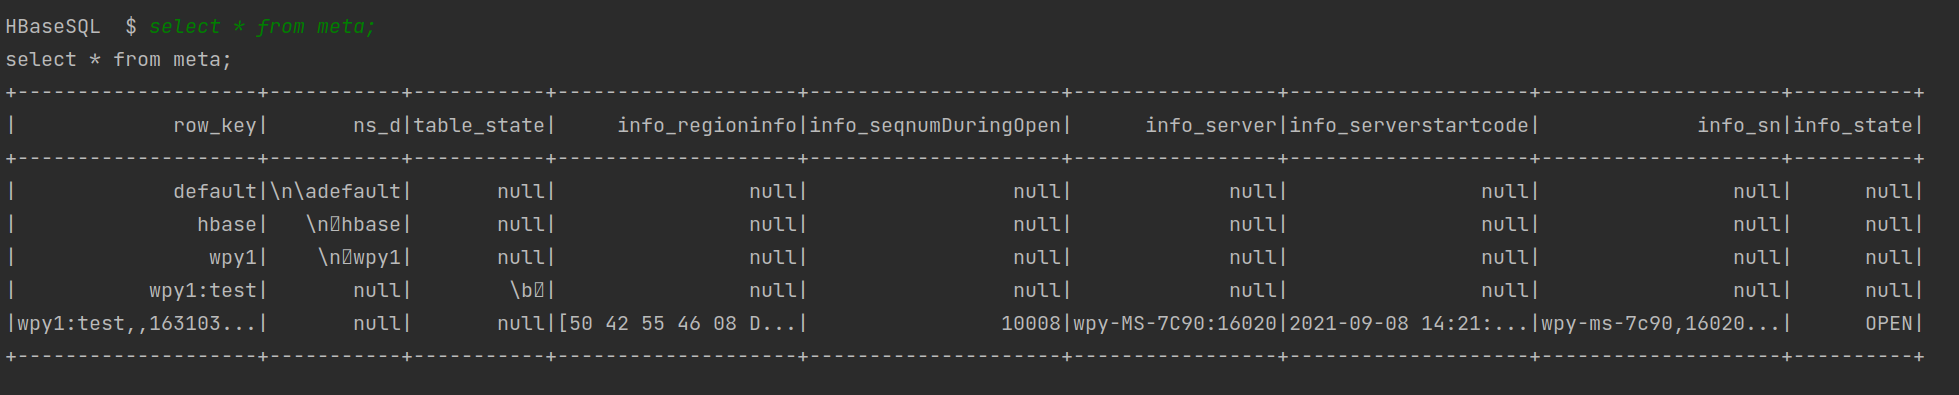 HBaseSQL  $ select * from meta;
select * from meta;
+--------------------+-----------+-----------+--------------------+---------------------+-----------------+--------------------+--------------------+----------+
|             row_key|       ns_d|table_state|     info_regioninfo|info_seqnumDuringOpen|      info_server|info_serverstartcode|             info_sn|info_state|
+--------------------+-----------+-----------+--------------------+---------------------+-----------------+--------------------+--------------------+----------+
|             default|\n\adefault|       null|                null|                 null|             null|                null|                null|      null|
|               hbase|   \n�hbase|       null|                null|                 null|             null|                null|                null|      null|
|                wpy1|    \n�wpy1|       null|                null|                 null|             null|                null|                null|      null|
|           wpy1:test|       null|        \b�|                null|                 null|             null|                null|                null|      null|
|wpy1:test,,163103...|       null|       null|[50 42 55 46 08 D...|                10008|wpy-MS-7C90:16020|2021-09-08 14:21:...|wpy-ms-7c90,16020...|      OPEN|
+--------------------+-----------+-----------+--------------------+---------------------+-----------------+--------------------+--------------------+----------+